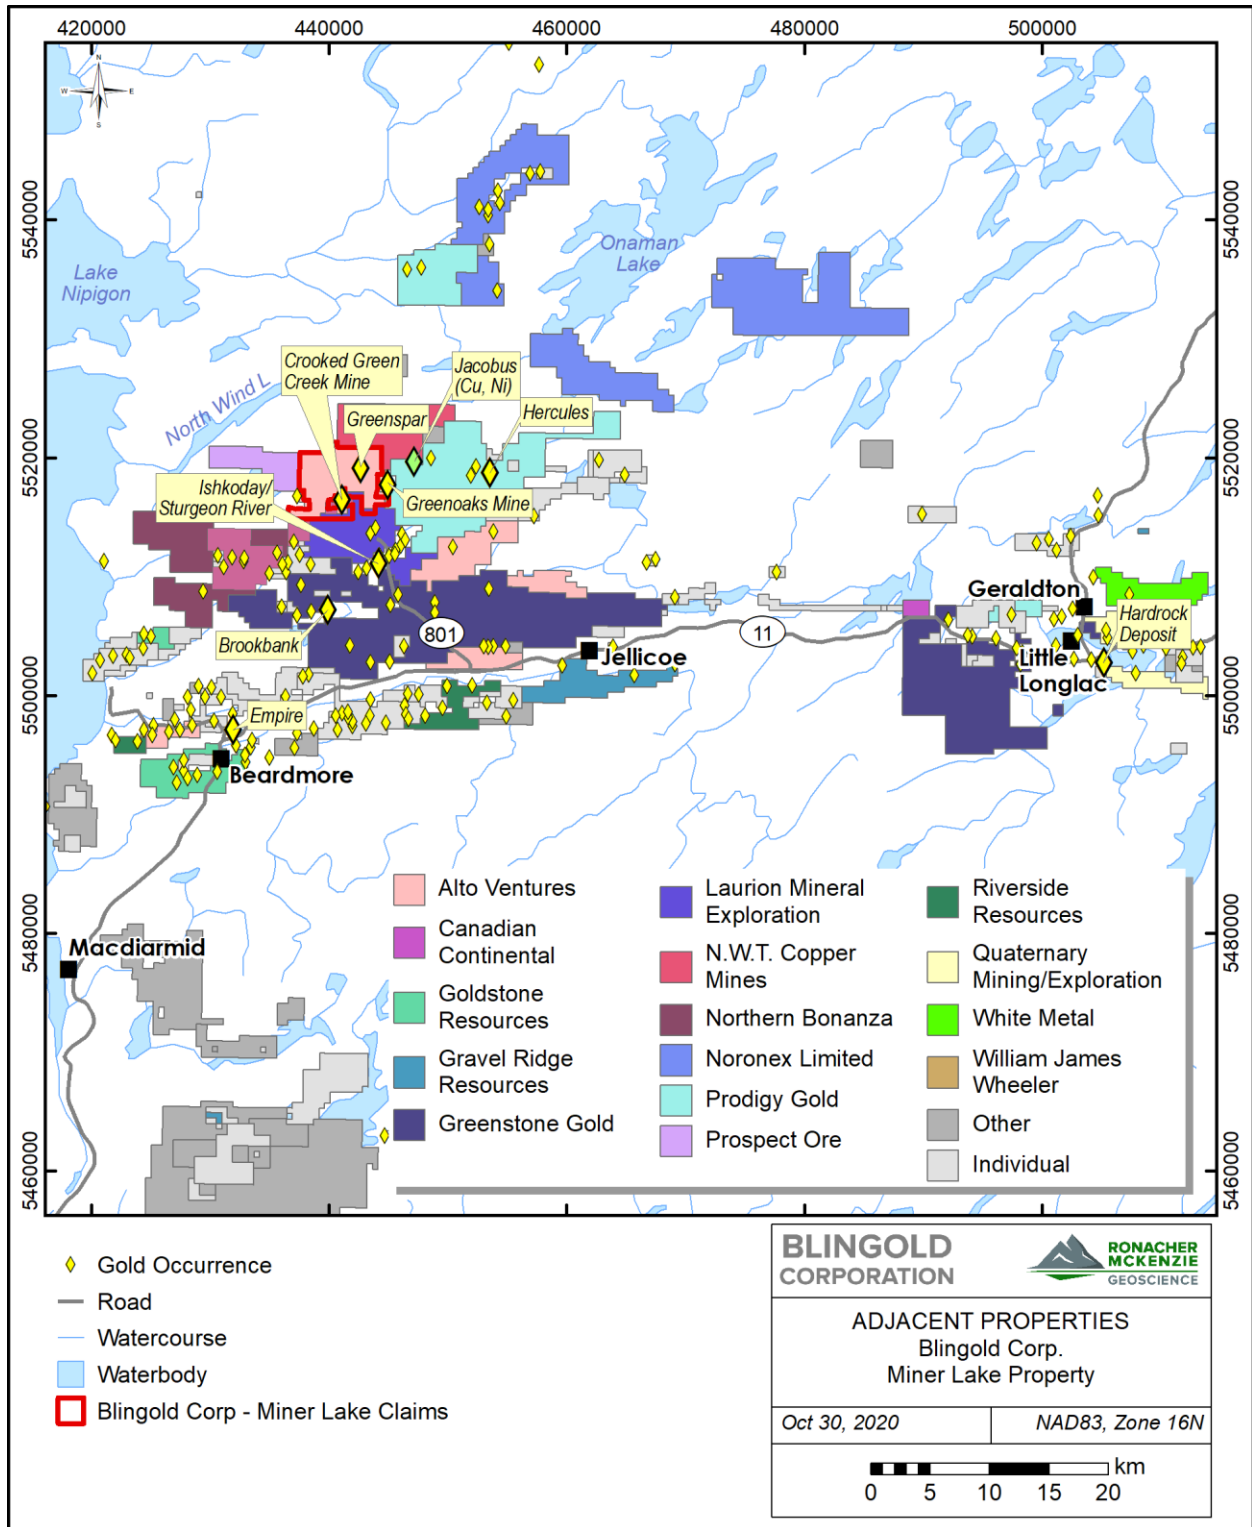 420000
440000
460000
480000
500000
N
W
E
S
5540000
5540000
Lake
Nipigon
Onaman
Lake
North Wind L
Crooked Green
Creek Mine
Jacobus
(Cu, Ni)
Greenspar
Hercules
5520000
5520000
Ishkoday/
Sturgeon River
Greenoaks Mine
Geraldton
Hardrock
Deposit
Brookbank
801
11
Jellicoe
Little
Longlac
5500000
5500000
Empire
Beardmore
Macdiarmid
5480000
5480000
Alto Ventures
Canadian
Continental
Goldstone
Resources
Gravel Ridge
Resources
Greenstone Gold
Laurion Mineral
Exploration
N.W.T. Copper
Mines
Northern Bonanza
Noronex Limited
Prodigy Gold
Prospect Ore
Riverside
Resources
Quaternary
Mining/Exploration
White Metal
William James
Wheeler
Other
Individual
5460000
5460000
Gold Occurrence
Road
Watercourse
Waterbody
Blingold Corp - Miner Lake Claims
BLINGOLD
CORPORATION
RONACHER
MCKENZIE
GEOSCIENCE
ADJACENT PROPERTIES
Blingold Corp.
Miner Lake Property
Oct 30, 2020
NAD83, Zone 16N
km
0 5 10 15 20